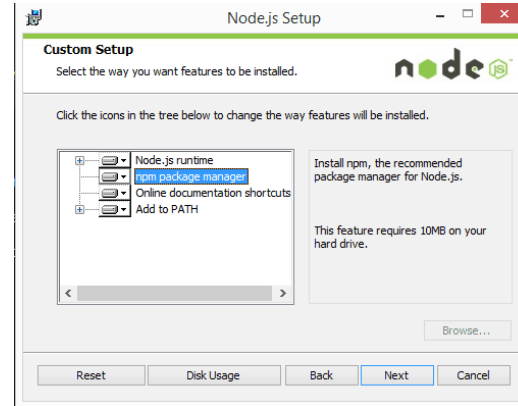 Node.js Setup
Custom Setup
Select the way you want features to be installed.
node JS
Click the icons in the tree below to change the way features will be installed.
Node.js runtime
npm package manager
Online documentation shortcuts
Add to PATH
Install npm, the recommended
package manager for Node.js.
This feature requires 10MB on your
hard drive.
Browse...
Reset Disk Usage Back Next Cancel